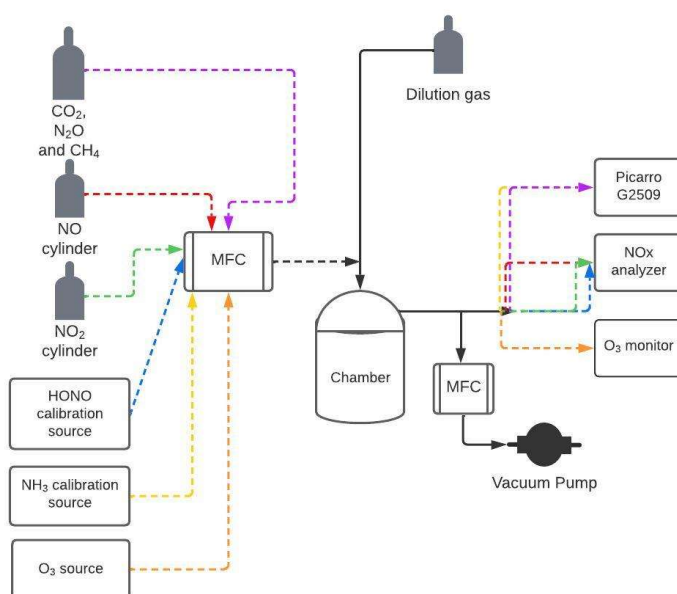 CO₂,
N₂O
and CH₄
NO
cylinder
NO₂
cylinder
HONO
calibration
source
NH₃ calibration
source
O₃ source
MFC
Dilution gas
Chamber
MFC
Vacuum Pump
Picarro
G2509
NOx
analyzer
O₃ monitor